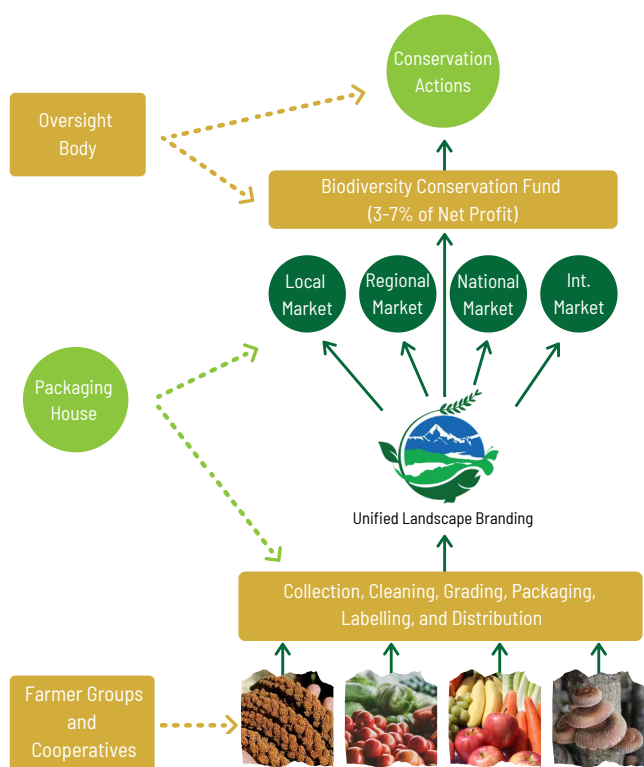 Conservation
Actions
Oversight
Body
Biodiversity Conservation Fund
(3-7% of Net Profit)
Local
Market
Regional
Market
National
Market
Int.
Market
Packaging
House
Unified Landscape Branding
Collection, Cleaning, Grading, Packaging,
Labelling, and Distribution
Farmer Groups
and
Cooperatives